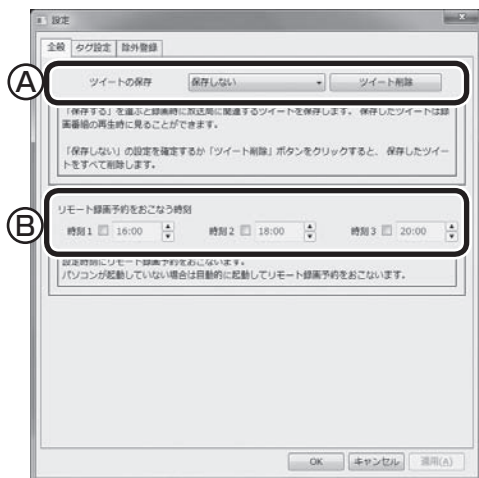 設定
全般 タグ設定 除外登録
Ⓐ
ツイートの保存 保存しない ツイート削除
「保存する」を選ぶと録画時に放送局に関連するツイートを保存します。 保存したツイートは録
画番組の再生時に見ることができます。
「保存しない」の設定を確定するか「ツイート削除」ボタンをクリックすると、 保存したツイー
トをすべて削除します。
Ⓑ
リモート録画予約をおこなう時刻
時刻1 16:00 時刻2 18:00 時刻3 20:00
設定時刻にリモート録画予約をおこないます。
パソコンが起動していない場合は自動的に起動してリモート録画予約をおこないます。
OK キャンセル 適用(A)